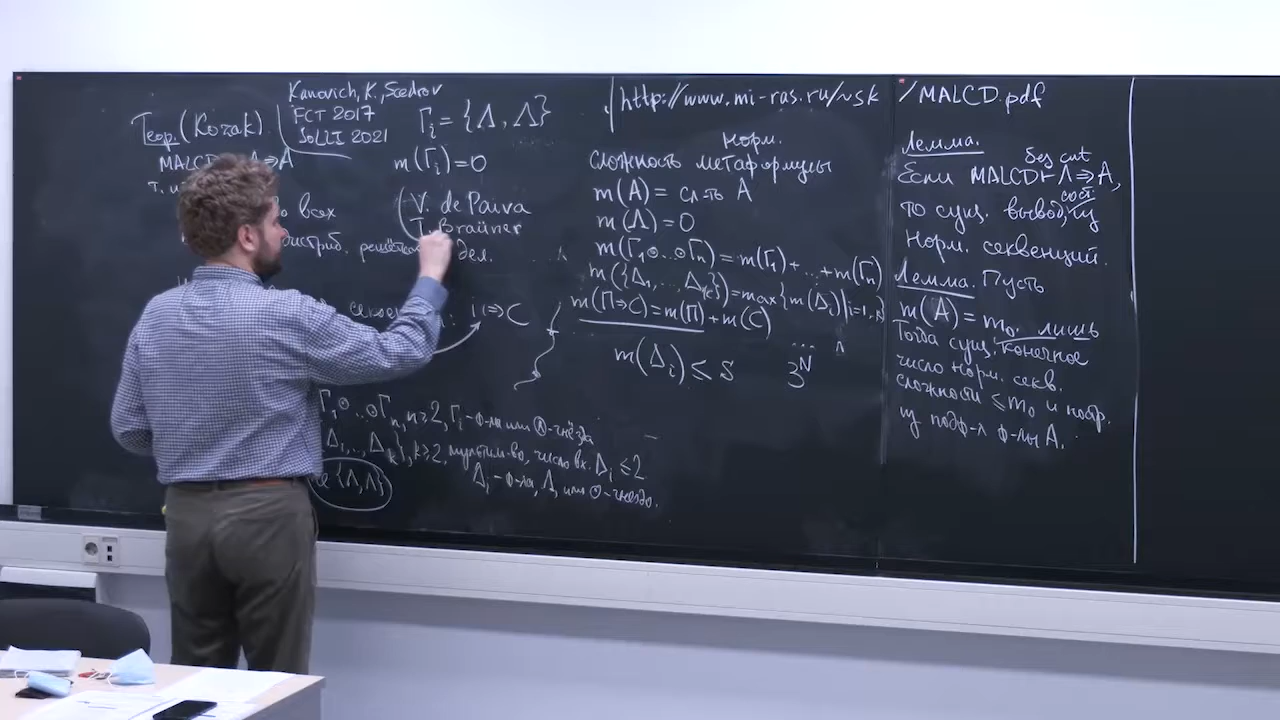 Теор. (Kozak)
MALCD ⇒ A
т. и
о всех
дистриб. решётк дел.
Kanovich, K., Scedrov
FCT 2017
SoLLI 2021
Γi = {Λ, Λ}
m(Γi) = 0
(V. de Paiva
T. Braüner
⇒ C
Γ1 ⊙...⊙ Γn, n ≥ 2, Γi - ф-ла или гнёзда
Δ1, ... Δk}, k ≥ 2, мультим-во, число вх. Δi ≤ 2
{Λ, Λ}
Δi - ф-ла, Λ, или ⊙-гнездо.
http://www.mi-ras.ru/~sk/MALCD.pdf
норм.
сложность метаформулы
m(A) = сл-ть A
m(Λ) = 0
m(Γ1 ⊙...⊙ Γn) = m(Γ1) + ... + m(Γn)
m({Δ1, ... Δk}) = max{m(Δi) | i = 1..k}
m(Π ⇒ C) = m(Π) + m(C)
m(Δi) ≤ s
3^N
Лемма.
без cut
Если MALCD ⊢ Λ ⇒ A,
сост.
то сущ. вывод, из
норм. секвенций.
Лемма. Пусть
m(A) = m0. лишь
Тогда сущ. конечное
число норм. секв.
сложности ≤ m0 и постр.
из подф-л ф-лы A.